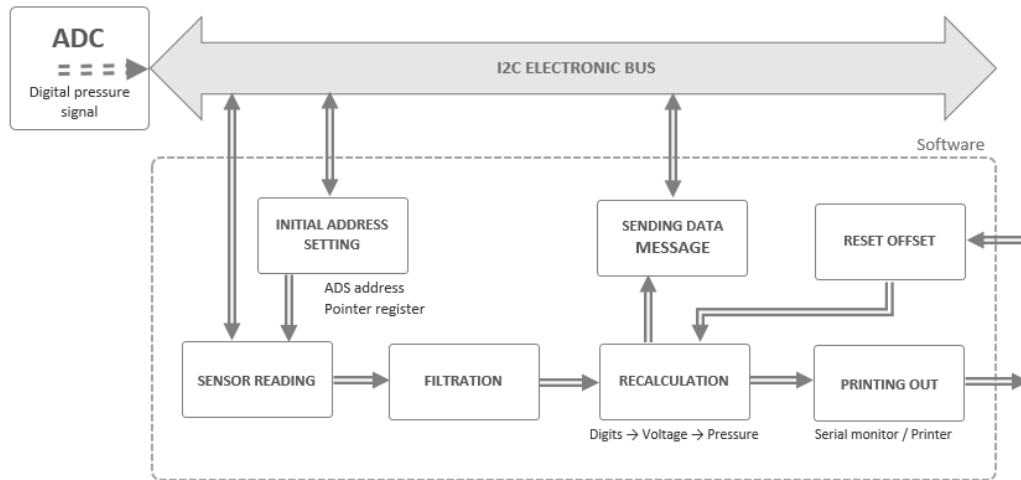 ADC
Digital pressure
signal
I2C ELECTRONIC BUS
Software
INITIAL ADDRESS
SETTING
ADS address
Pointer register
SENDING DATA
MESSAGE
RESET OFFSET
SENSOR READING
FILTRATION
RECALCULATION
PRINTING OUT
Digits → Voltage → Pressure
Serial monitor / Printer